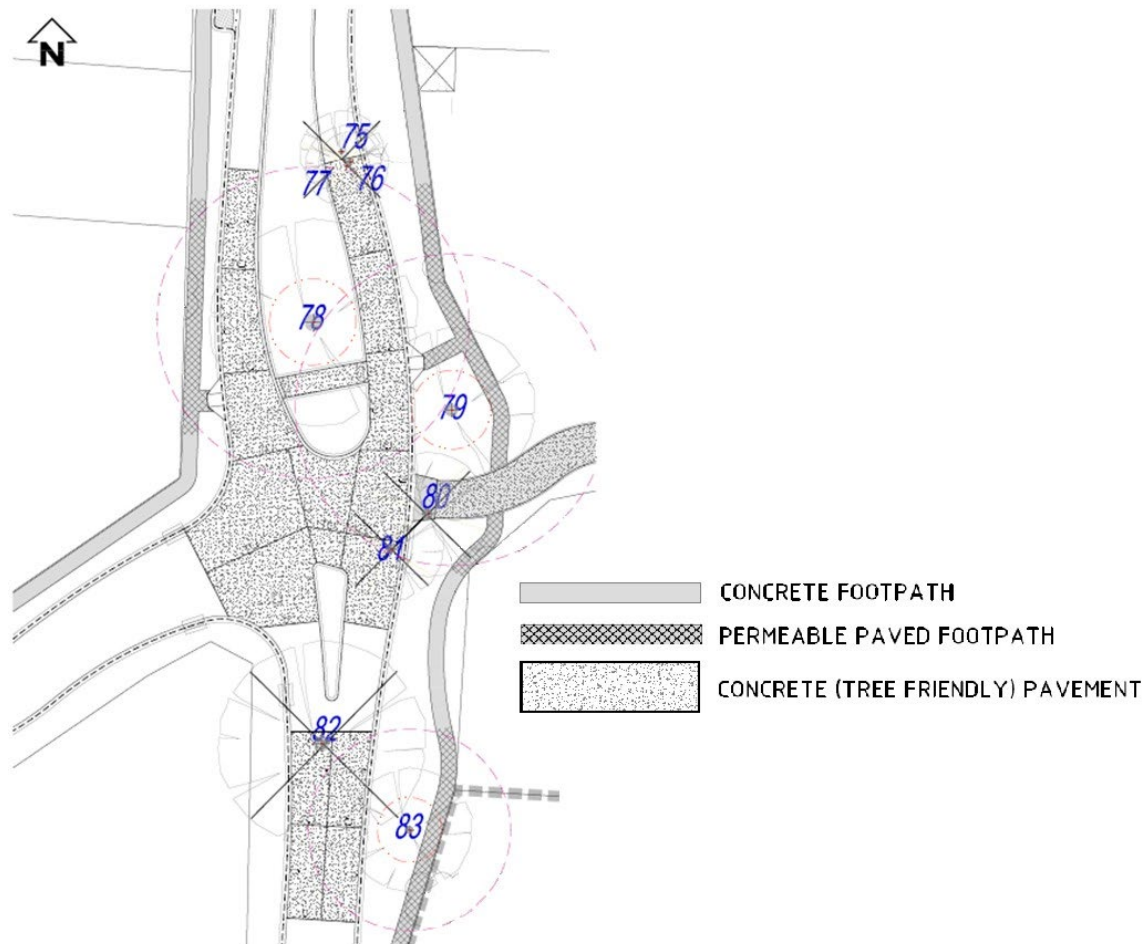 N
75
76
77
78
79
80
81
CONCRETE FOOTPATH
PERMEABLE PAVED FOOTPATH
CONCRETE (TREE FRIENDLY) PAVEMENT
82
83